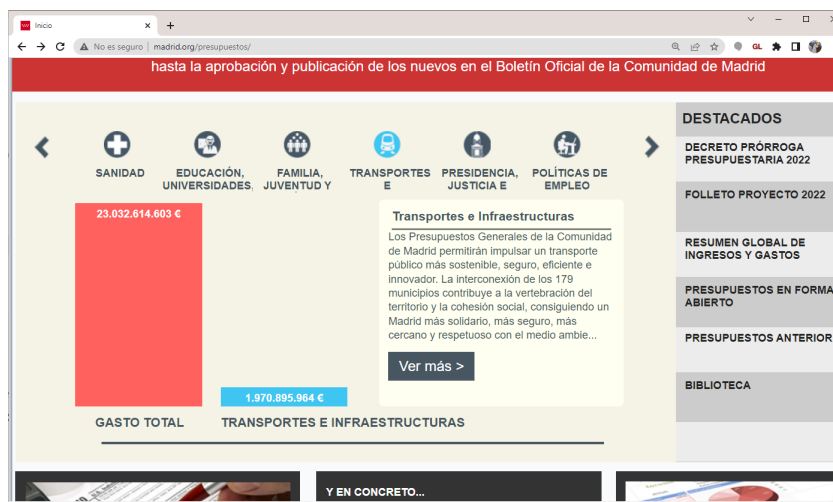 Inicio
No es seguro | madrid.org/presupuestos/
GL
hasta la aprobación y publicación de los nuevos en el Boletín Oficial de la Comunidad de Madrid
SANIDAD
EDUCACIÓN,
UNIVERSIDADES,
FAMILIA,
JUVENTUD Y
TRANSPORTES
E
PRESIDENCIA,
JUSTICIA E
POLÍTICAS DE
EMPLEO
23.032.614.603 €
1.970.895.964 €
GASTO TOTAL
TRANSPORTES E INFRAESTRUCTURAS
Transportes e Infraestructuras
Los Presupuestos Generales de la Comunidad
de Madrid permitirán impulsar un transporte
público más sostenible, seguro, eficiente e
innovador. La interconexión de los 179
municipios contribuye a la vertebración del
territorio y la cohesión social, consiguiendo un
Madrid más solidario, más seguro, más
cercano y respetuoso con el medio ambie...
Ver más >
DESTACADOS
DECRETO PRÓRROGA
PRESUPUESTARIA 2022
FOLLETO PROYECTO 2022
RESUMEN GLOBAL DE
INGRESOS Y GASTOS
PRESUPUESTOS EN FORMA
ABIERTO
PRESUPUESTOS ANTERIOR
BIBLIOTECA
Y EN CONCRETO...